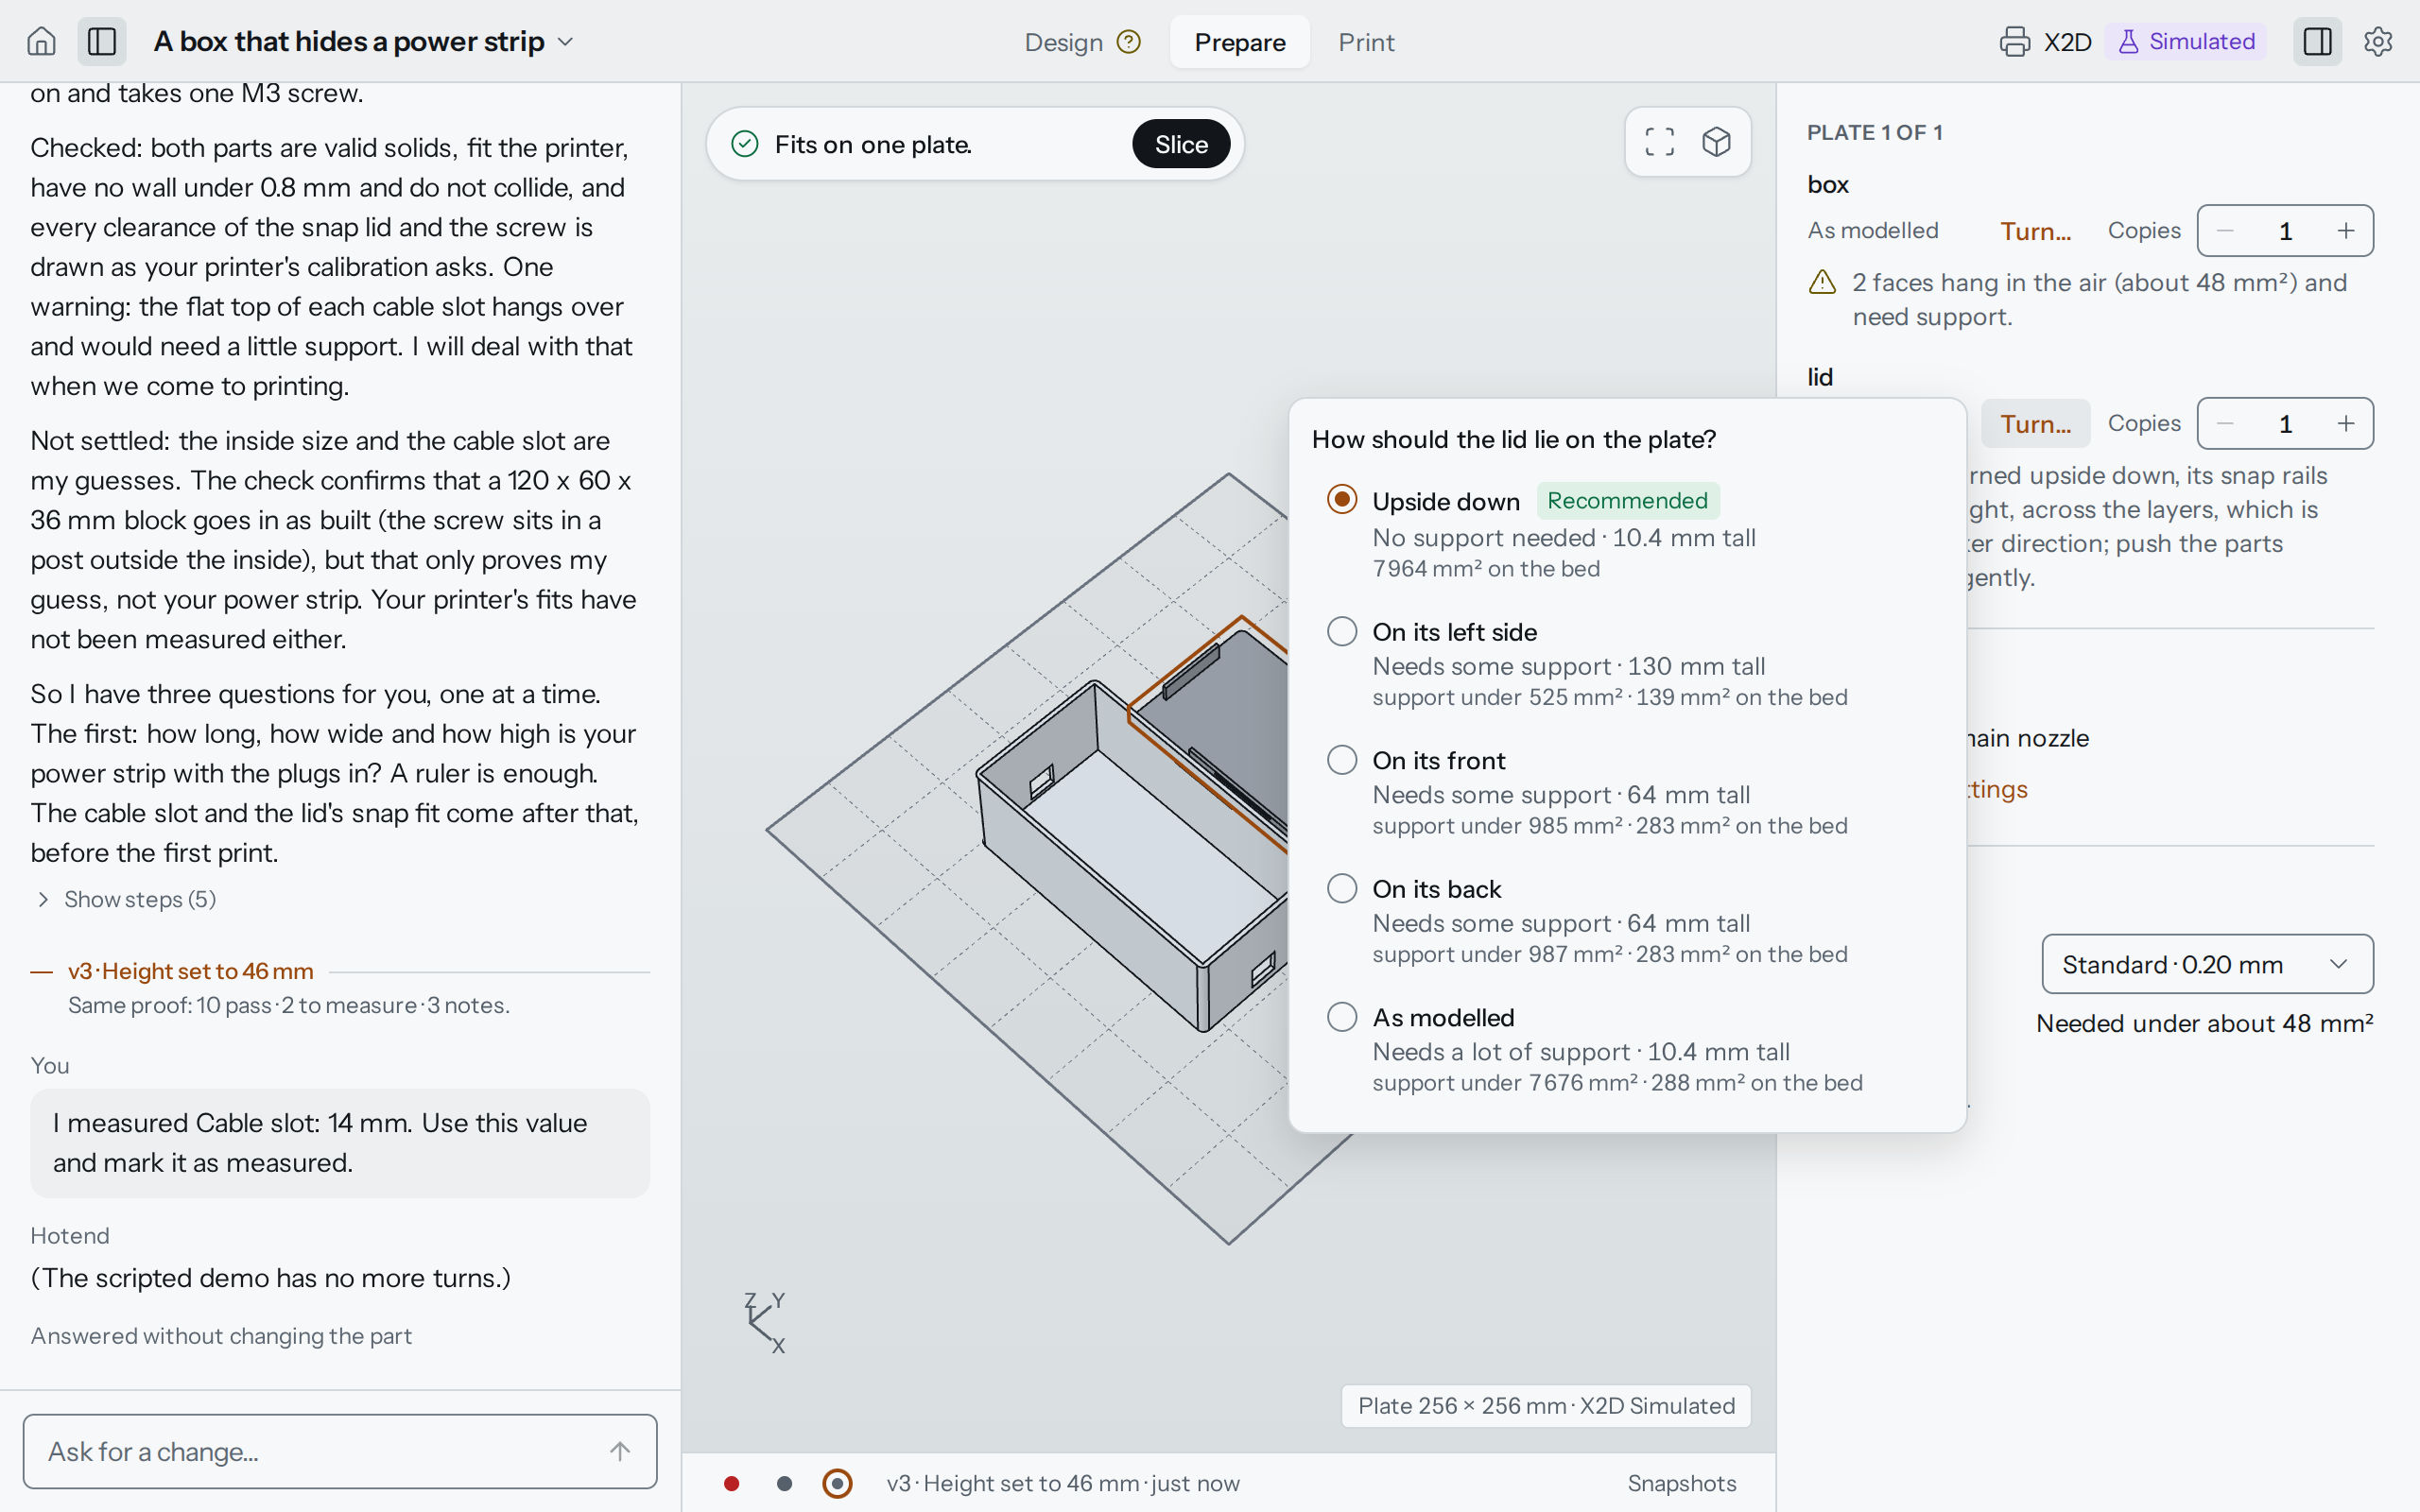 A box that hides a power strip
Design
Prepare
Print
X2D
Simulated
on and takes one M3 screw.
Checked: both parts are valid solids, fit the printer,
have no wall under 0.8 mm and do not collide, and
every clearance of the snap lid and the screw is
drawn as your printer's calibration asks. One
warning: the flat top of each cable slot hangs over
and would need a little support. I will deal with that
when we come to printing.
Not settled: the inside size and the cable slot are
my guesses. The check confirms that a 120 x 60 x
36 mm block goes in as built (the screw sits in a
post outside the inside), but that only proves my
guess, not your power strip. Your printer's fits have
not been measured either.
So I have three questions for you, one at a time.
The first: how long, how wide and how high is your
power strip with the plugs in? A ruler is enough.
The cable slot and the lid's snap fit come after that,
before the first print.
Show steps (5)
v3 · Height set to 46 mm
Same proof: 10 pass · 2 to measure · 3 notes.
You
I measured Cable slot: 14 mm. Use this value
and mark it as measured.
Hotend
(The scripted demo has no more turns.)
Answered without changing the part
Ask for a change...
Fits on one plate.
Slice
How should the lid lie on the plate?
Upside down
Recommended
No support needed · 10.4 mm tall
7964 mm² on the bed
On its left side
Needs some support · 130 mm tall
support under 525 mm² · 139 mm² on the bed
On its front
Needs some support · 64 mm tall
support under 985 mm² · 283 mm² on the bed
On its back
Needs some support · 64 mm tall
support under 987 mm² · 283 mm² on the bed
As modelled
Needs a lot of support · 10.4 mm tall
support under 7676 mm² · 288 mm² on the bed
Z Y
X
Plate 256 × 256 mm · X2D Simulated
v3 · Height set to 46 mm · just now
Snapshots
PLATE 1 OF 1
box
As modelled
Turn...
Copies
1
2 faces hang in the air (about 48 mm²) and
need support.
lid
Turn...
Copies
1
upside down, its snap rails
across the layers, which is
direction; push the parts
nozzle
Standard · 0.20 mm
Needed under about 48 mm²